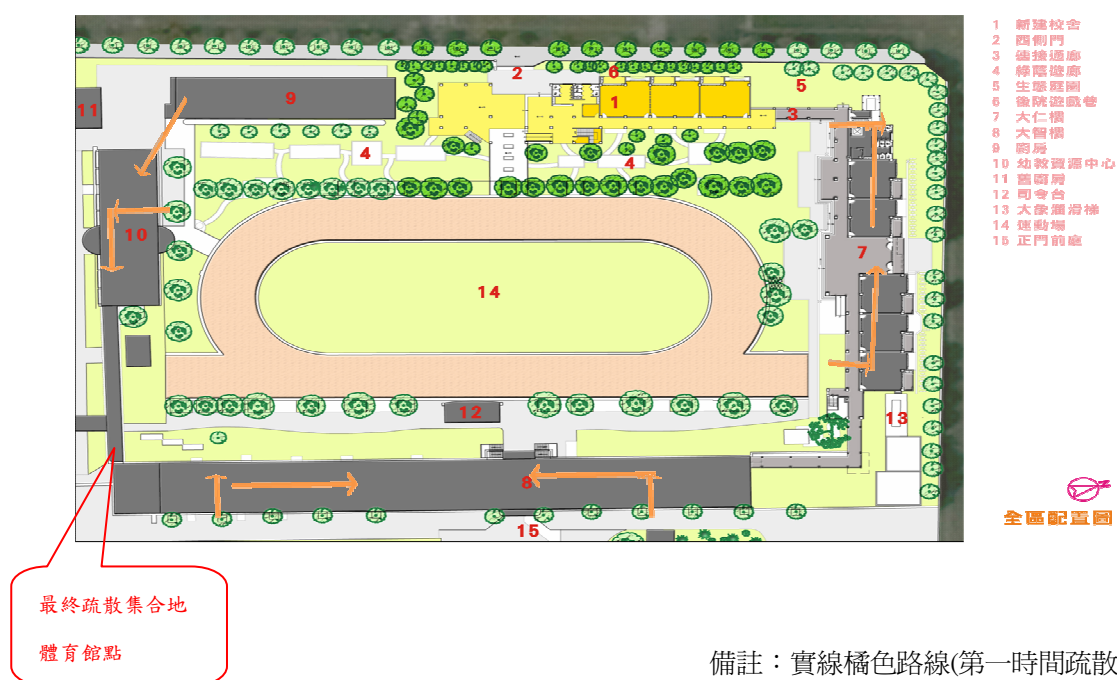 1 新建校舍
2 西側門
3 連接通廊
4 綠蔭遊廊
5 生態庭園
6 後院遊戲巷
7 大仁樓
8 大智樓
9 廚房
10 幼教資源中心
11 舊廚房
12 司令台
13 大象溜滑梯
14 運動場
15 正門前庭
2
6
5
11
9
1
3
4
4
10
7
14
12
13
8
15
全區配置圖
最終疏散集合地
體育館點
備註：實線橘色路線(第一時間疏散